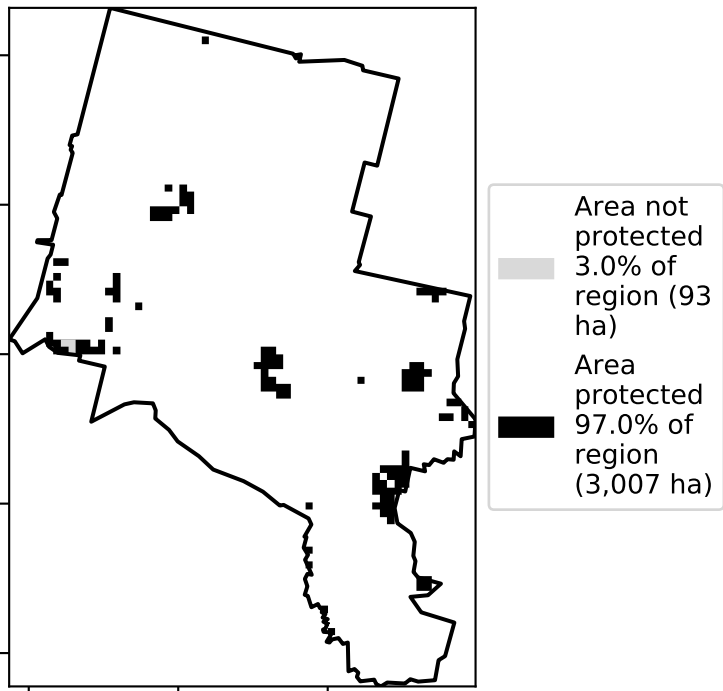 Area not
protected
3.0% of
region (93
ha)
Area
protected
97.0% of
region
(3,007 ha)